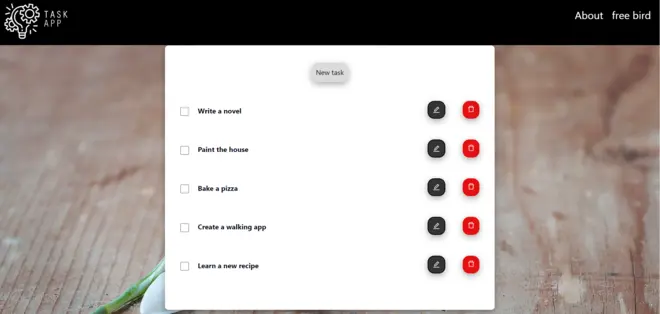 TASK
APP
About free bird
New task
Write a novel
Paint the house
Bake a pizza
Create a walking app
Learn a new recipe